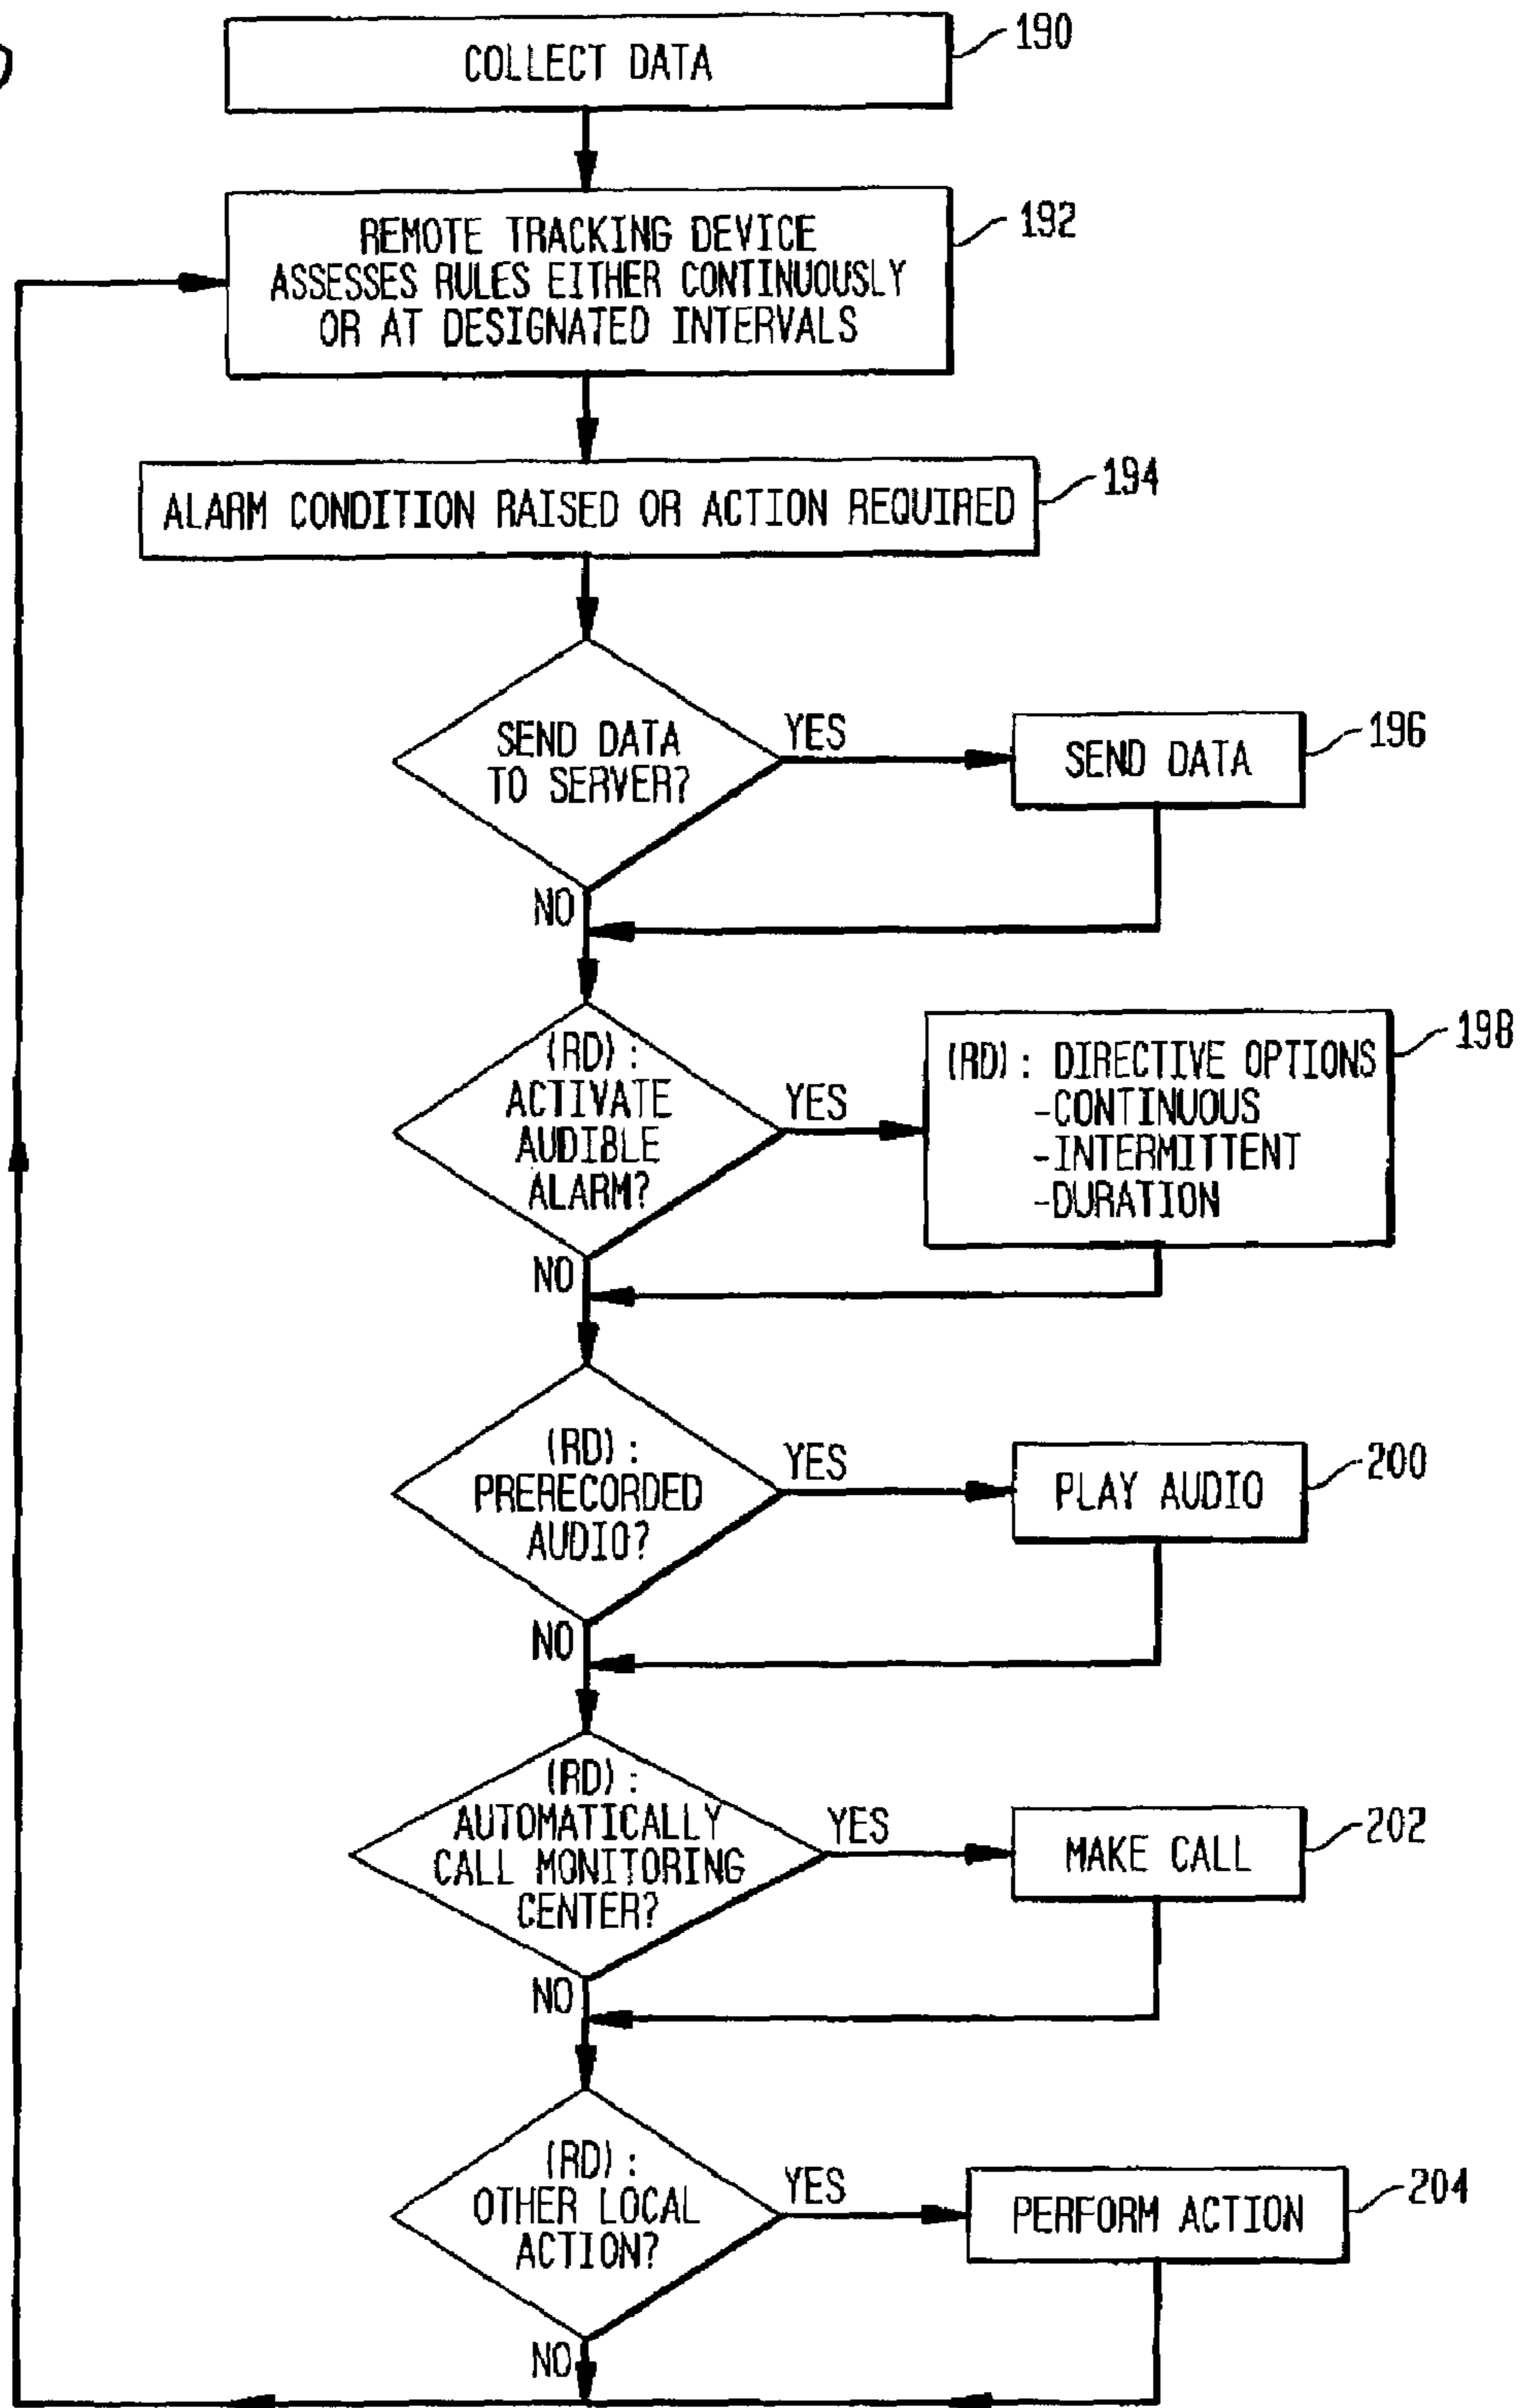 COLLECT DATA
190
REMOTE TRACKING DEVICE
ASSESSES RULES EITHER CONTINUOUSLY
OR AT DESIGNATED INTERVALS
192
ALARM CONDITION RAISED OR ACTION REQUIRED
194
SEND DATA
TO SERVER?
YES
SEND DATA
196
NO
(RD):
ACTIVATE
AUDIBLE
ALARM?
YES
(RD): DIRECTIVE OPTIONS
-CONTINUOUS
-INTERMITTENT
-DURATION
198
NO
(RD):
PRERECORDED
AUDIO?
YES
PLAY AUDIO
200
NO
(RD):
AUTOMATICALLY
CALL MONITORING
CENTER?
YES
MAKE CALL
202
NO
(RD):
OTHER LOCAL
ACTION?
YES
PERFORM ACTION
204
NO